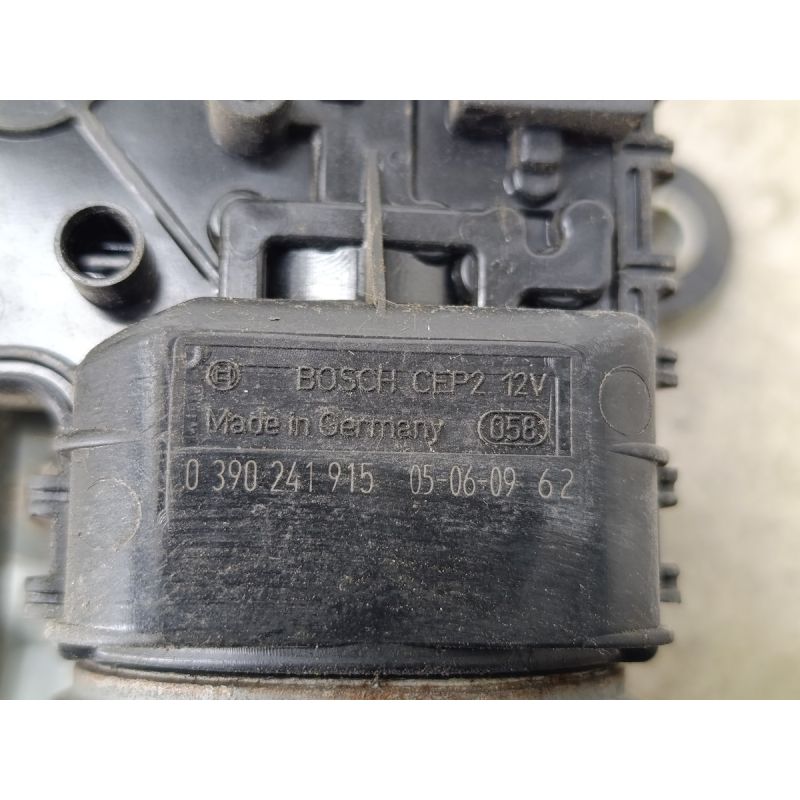 BOSCH CEP2 12V
Made in Germany 058
0 390 241 915 05-06-09 62